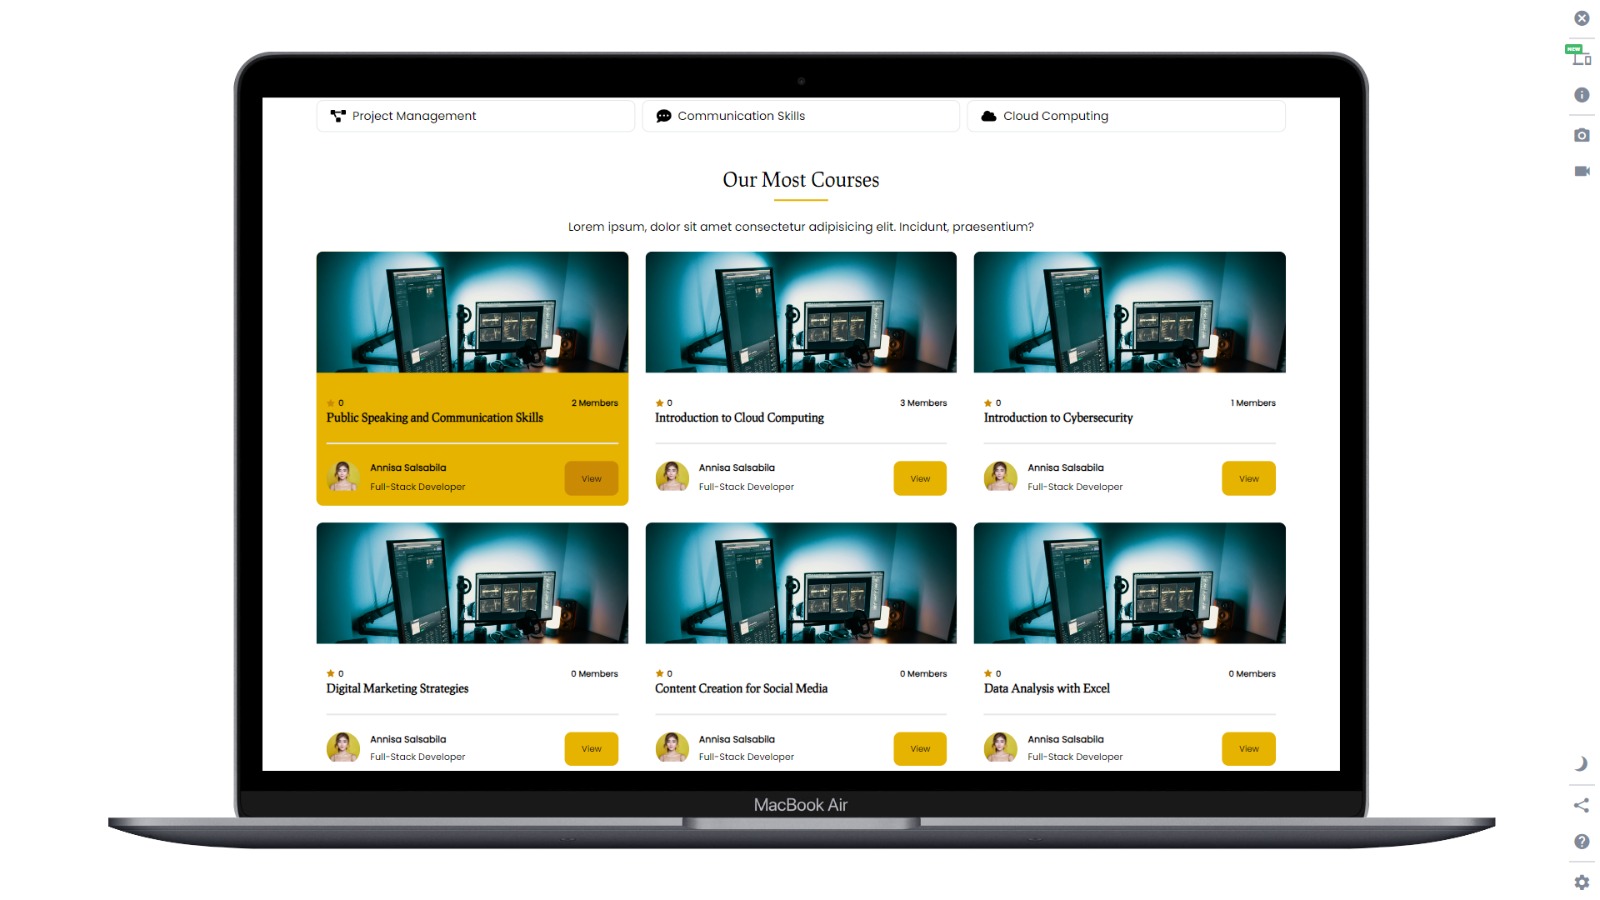 NEW
Project Management
Communication Skills
Cloud Computing
Our Most Courses
Lorem ipsum, dolor sit amet consectetur adipisicing elit. Incidunt, praesentium?
0
2 Members
Public Speaking and Communication Skills
Annisa Salsabila
Full-Stack Developer
View
0
3 Members
Introduction to Cloud Computing
Annisa Salsabila
Full-Stack Developer
View
0
1 Members
Introduction to Cybersecurity
Annisa Salsabila
Full-Stack Developer
View
0
0 Members
Digital Marketing Strategies
Annisa Salsabila
Full-Stack Developer
View
0
0 Members
Content Creation for Social Media
Annisa Salsabila
Full-Stack Developer
View
0
0 Members
Data Analysis with Excel
Annisa Salsabila
Full-Stack Developer
View
MacBook Air